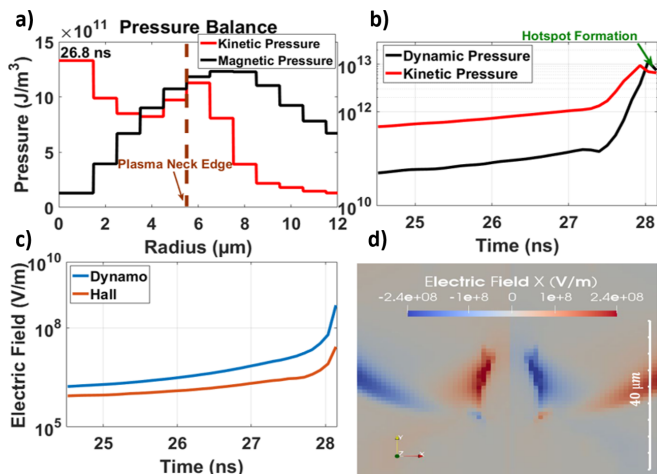 a)
Pressure Balance
15
×10¹¹
26.8 ns
Kinetic Pressure
Magnetic Pressure
10
5
0
Pressure (J/m³)
Plasma Neck Edge
0 2 4 6 8 10 12
Radius (μm)
b)
Hotspot Formation
Dynamic Pressure
Kinetic Pressure
10¹³
10¹²
10¹⁰
25 26 27 28
Time (ns)
c)
Dynamo
Hall
10¹⁰
10⁸
10⁵
Electric Field (V/m)
25 26 27 28
Time (ns)
d)
Electric Field X (V/m)
-2.4e+08 -1e+8 0 1e+8 2.4e+08
40 μm